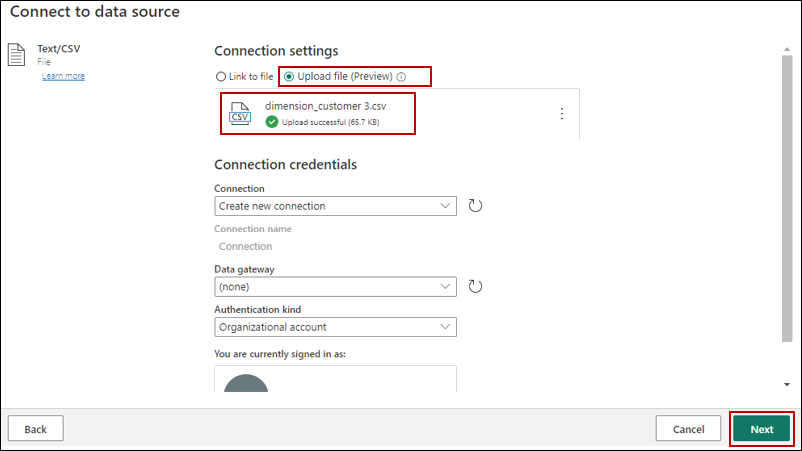 Connect to data source
Text/CSV
File
Learn more
Connection settings
Link to file
Upload file (Preview)
CSV
dimension_customer 3.csv
Upload successful (65.7 KB)
Connection credentials
Connection
Create new connection
Connection name
Connection
Data gateway
(none)
Authentication kind
Organizational account
You are currently signed in as:
Back
Cancel
Next